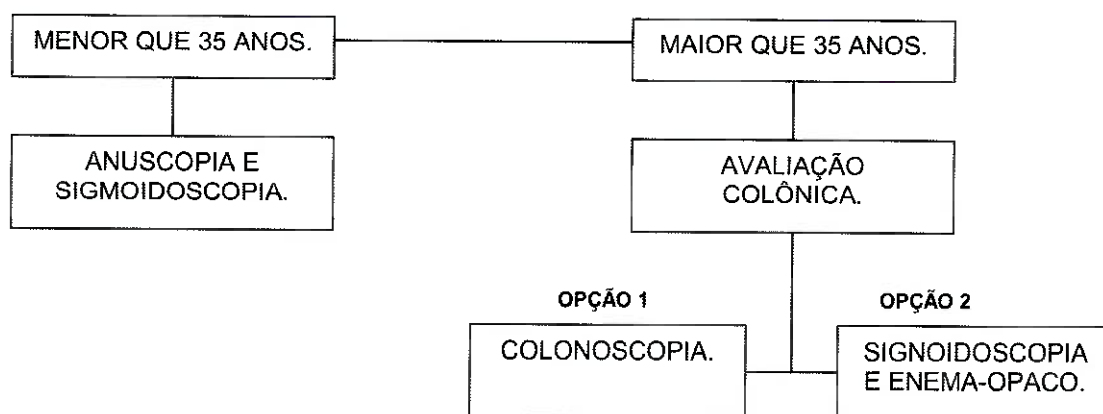 MENOR QUE 35 ANOS.
MAIOR QUE 35 ANOS.
ANUSCOPIA E
SIGMOIDOSCOPIA.
AVALIAÇÃO
COLÔNICA.
OPÇÃO 1
OPÇÃO 2
COLONOSCOPIA.
SIGNOIDOSCOPIA
E ENEMA-OPACO.